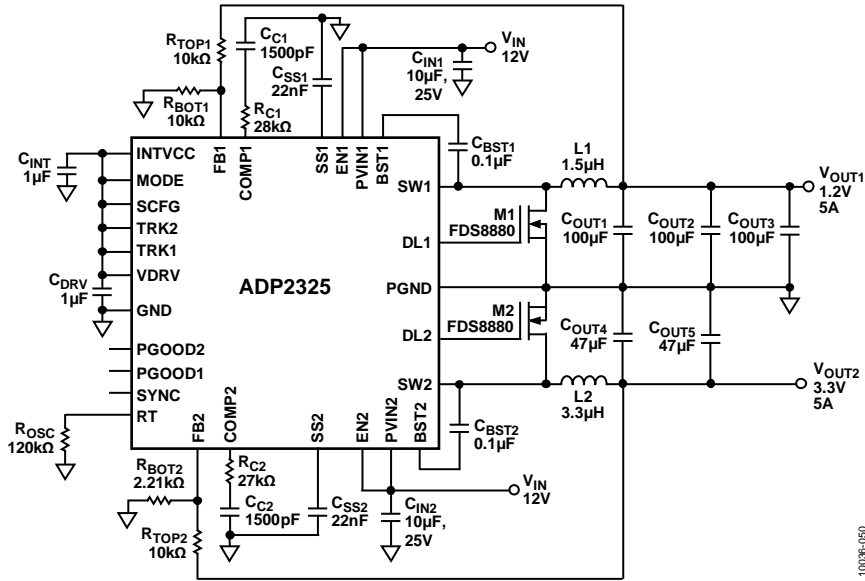 RTOP1
10kΩ
CC1
1500pF
CSS1
22nF
VIN
12V
CIN1
10µF,
25V
RBOT1
10kΩ
RC1
28kΩ
CBST1
0.1µF
L1
1.5µH
VOUT1
1.2V
5A
CINT
1µF
INTVCC
MODE
SCFG
TRK2
TRK1
VDRV
GND
PGOOD2
PGOOD1
SYNC
RT
FB1
COMP1
SS1
EN1
PVIN1
BST1
SW1
DL1
PGND
DL2
SW2
ADP2325
M1
FDS8880
COUT1
100µF
COUT2
100µF
COUT3
100µF
CDRV
1µF
M2
FDS8880
COUT4
47µF
COUT5
47µF
VOUT2
3.3V
5A
L2
3.3µH
FB2
COMP2
SS2
EN2
PVIN2
BST2
CBST2
0.1µF
ROSC
120kΩ
RBOT2
2.21kΩ
RC2
27kΩ
CC2
1500pF
CSS2
22nF
VIN
12V
CIN2
10µF,
25V
RTOP2
10kΩ
10036-050